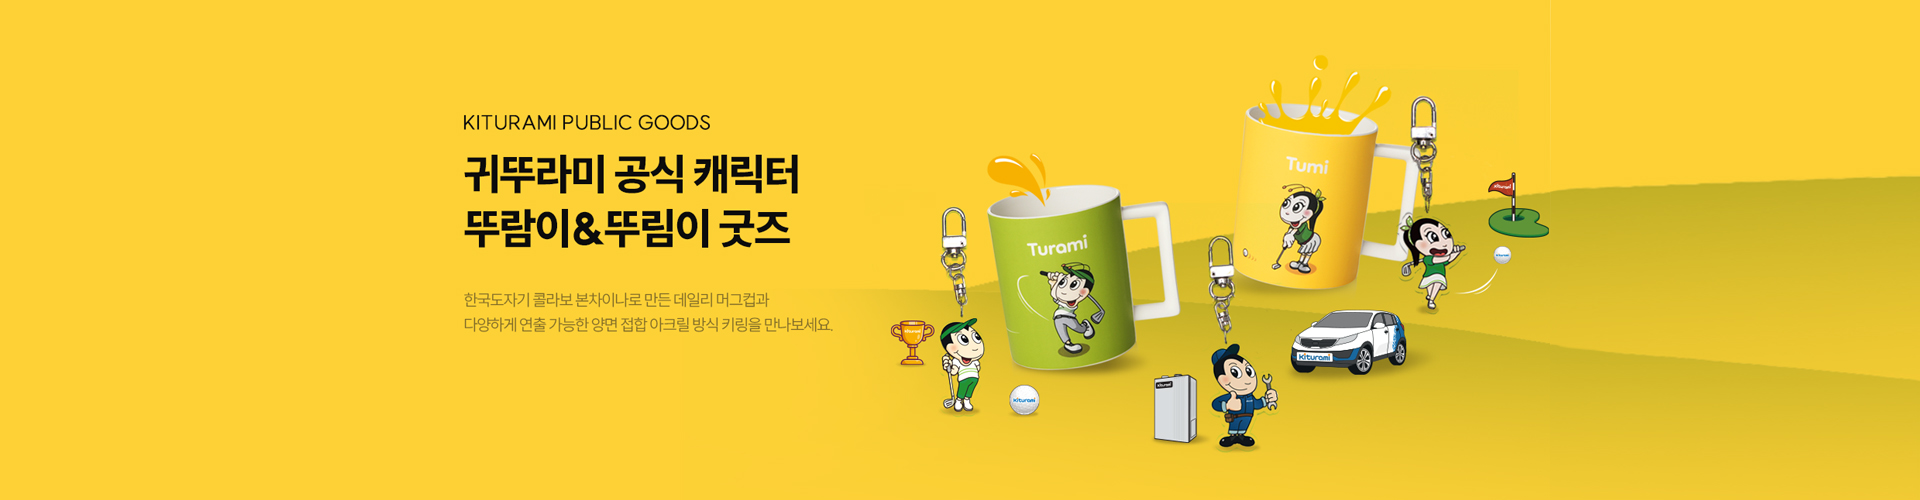 KITURAMI PUBLIC GOODS
귀뚜라미 공식 캐릭터
뚜람이&뚜림이 굿즈
한국도자기 콜라보 본차이나로 만든 데일리 머그컵과
다양하게 연출 가능한 양면 접합 아크릴 방식 키링을 만나보세요.
Tumi
Turami
Kiturami
Kiturami
Kiturami
Kiturami